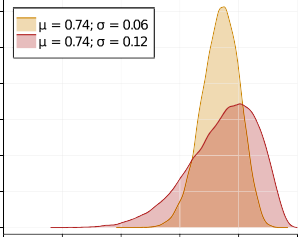 μ = 0.74; σ = 0.06
μ = 0.74; σ = 0.12